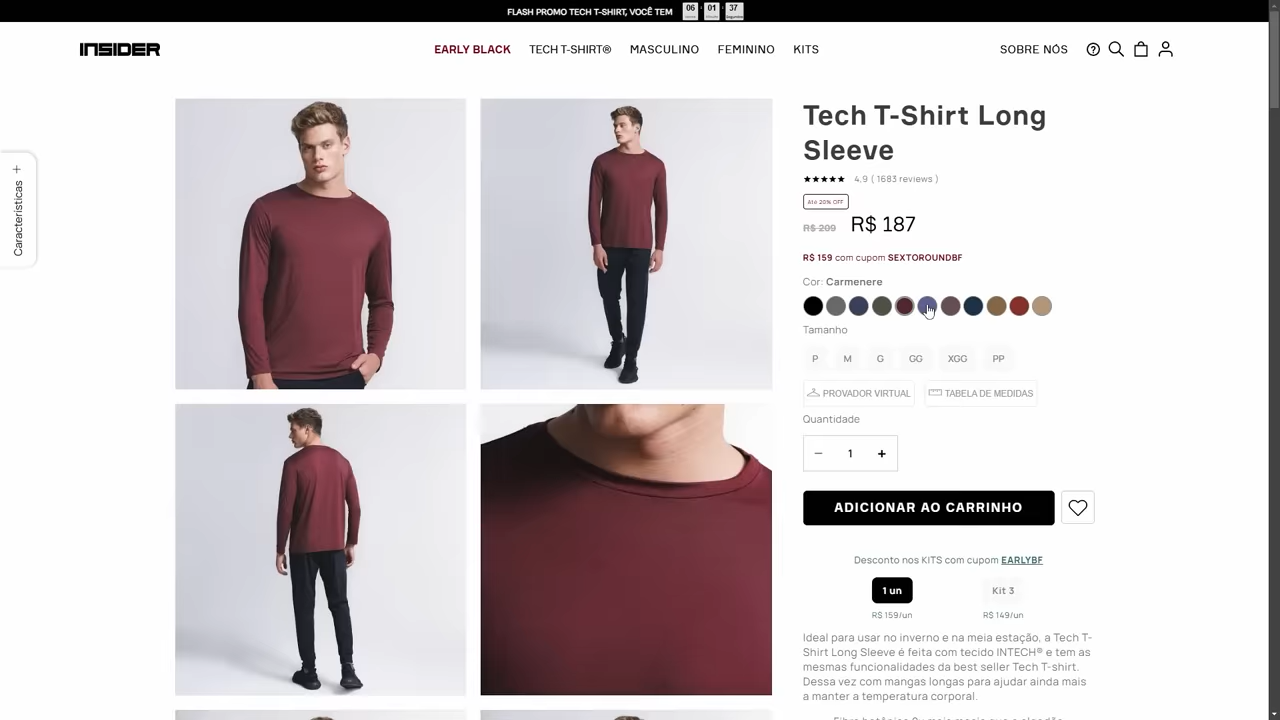 FLASH PROMO TECH T-SHIRT, VOCÊ TEM 06 01 37
INSIDER
EARLY BLACK TECH T-SHIRT® MASCULINO FEMININO KITS
SOBRE NÓS
Características +
Tech T-Shirt Long
Sleeve
4.9 ( 1683 reviews )
Até 20% OFF
R$ 209 R$ 187
R$ 159 com cupom SEXTOROUNDBF
Cor: Carmenere
Tamanho
P M G GG XGG PP
PROVADOR VIRTUAL TABELA DE MEDIDAS
Quantidade
− 1 +
ADICIONAR AO CARRINHO
Desconto nos KITS com cupom EARLYBF
1 un Kit 3
R$ 159/un R$ 149/un
Ideal para usar no inverno e na meia estação, a Tech T-
Shirt Long Sleeve é feita com tecido INTECH® e tem as
mesmas funcionalidades da best seller Tech T-shirt.
Dessa vez com mangas longas para ajudar ainda mais
a manter a temperatura corporal.